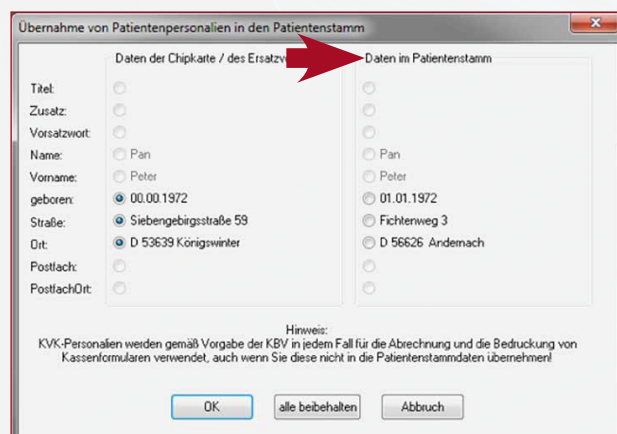 Übernahme von Patientenpersonalien in den Patientenstamm
Daten der Chipkarte / des Daten im Patientenstamm
Titel:
Zusatz:
Vorsatzwort:
Name: Pan Pan
Vorname: Peter Peter
geboren: 00.00.1972 01.01.1972
Straße: Siebengebirgsstraße 59 Fichtenweg 3
Ort: D 53639 Königswinter D 56626 Andernach
Postfach:
PostfachOrt:
Hinweis:
KVK-Personalien werden gemäß Vorgabe der KBV in jedem Fall für die Abrechnung und die Bedruckung von
Kassenformularen verwendet, auch wenn Sie diese nicht in die Patientenstammdaten übernehmen!
OK alle beibehalten Abbruch